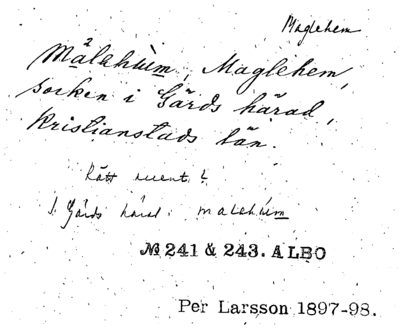 Maglehem
Målehùm, Maglehem,
socken i Gärds härad,
Kristianstads län.
Rätt accent?
I Gärds härad: malehùm
№ 241 & 243. ALBO
Per Larsson 1897-98.